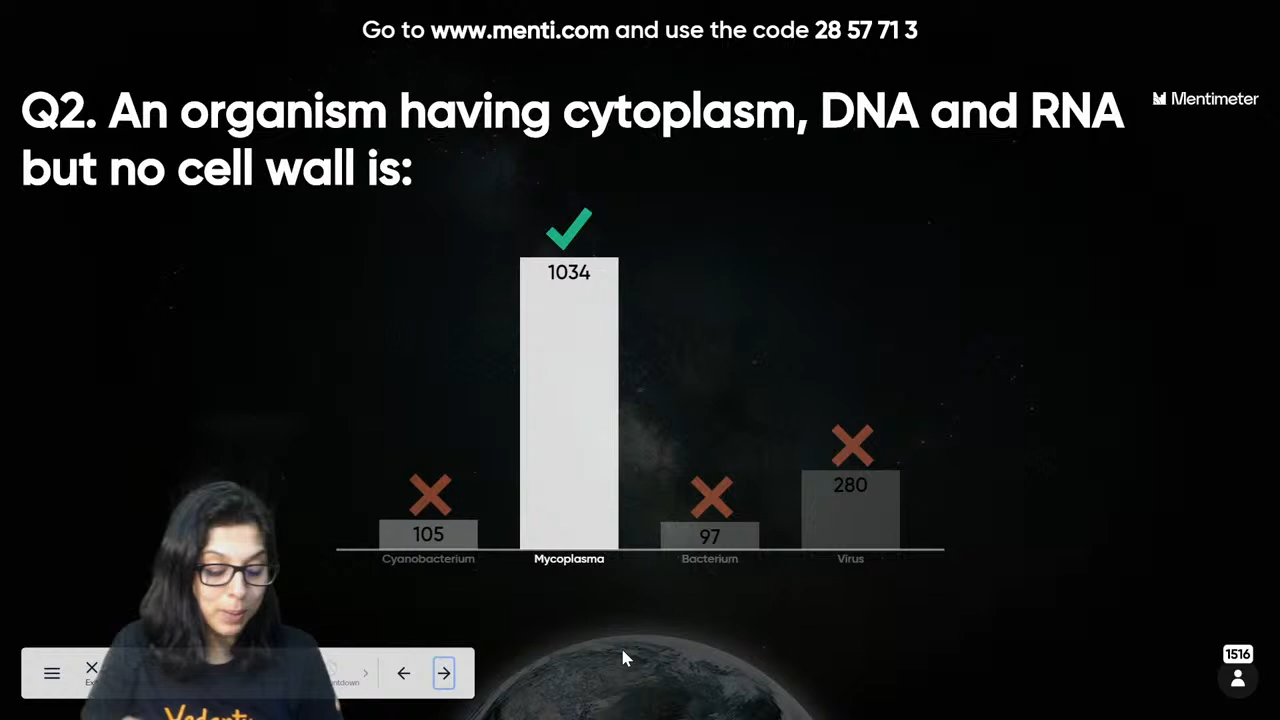 Go to www.menti.com and use the code 28 57 71 3
Q2. An organism having cytoplasm, DNA and RNA
but no cell wall is:
Mentimeter
1034
280
105
97
Cyanobacterium
Mycoplasma
Bacterium
Virus
1516